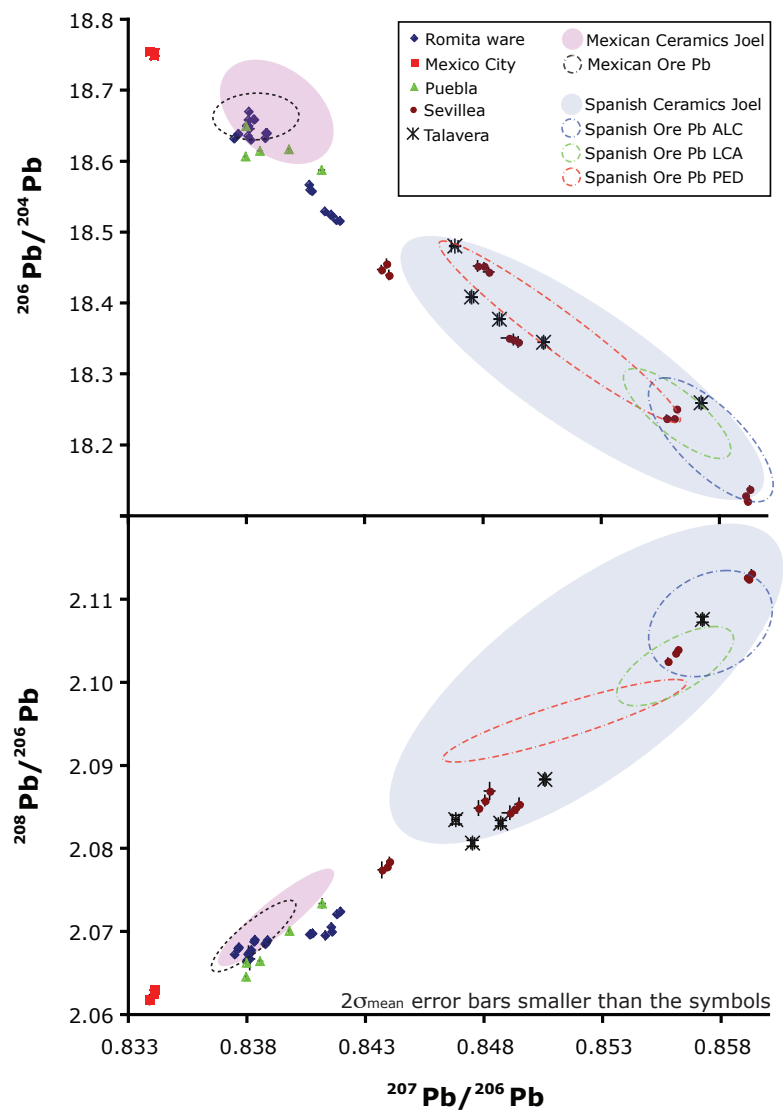 18.8
18.7
18.6
18.5
18.4
18.3
18.2
206Pb/204Pb
Romita ware
Mexico City
Puebla
Sevillea
Talavera
Mexican Ceramics Joel
Mexican Ore Pb
Spanish Ceramics Joel
Spanish Ore Pb ALC
Spanish Ore Pb LCA
Spanish Ore Pb PED
2.11
2.10
2.09
2.08
2.07
2.06
208Pb/206Pb
2σmean error bars smaller than the symbols
0.833 0.838 0.843 0.848 0.853 0.858
207Pb/206Pb